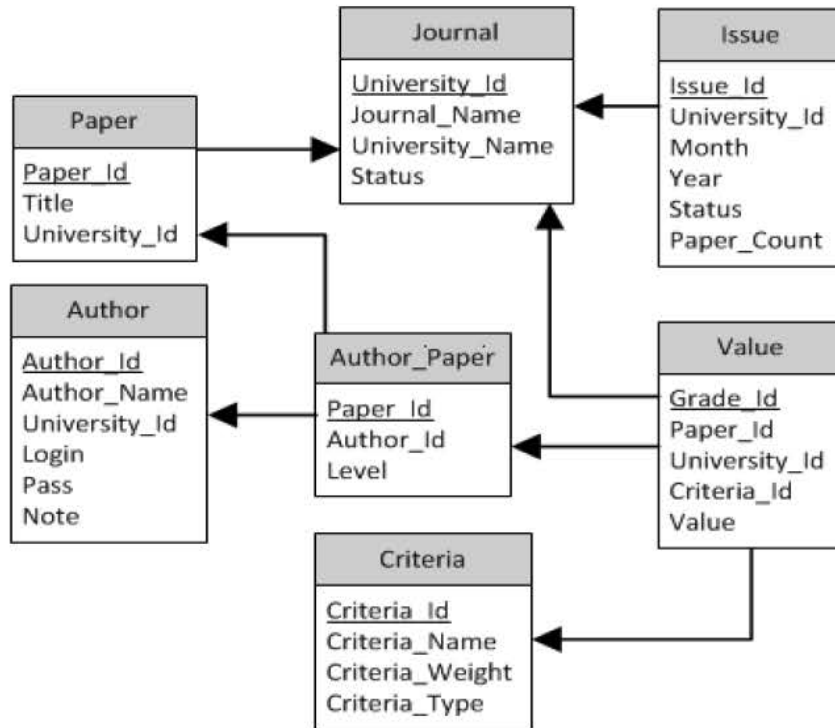 Journal
University_Id
Journal_Name
University_Name
Status
Issue
Issue_Id
University_Id
Month
Year
Status
Paper_Count
Paper
Paper_Id
Title
University_Id
Author
Author_Id
Author_Name
University_Id
Login
Pass
Note
Author_Paper
Paper_Id
Author_Id
Level
Value
Grade_Id
Paper_Id
University_Id
Criteria_Id
Value
Criteria
Criteria_Id
Criteria_Name
Criteria_Weight
Criteria_Type